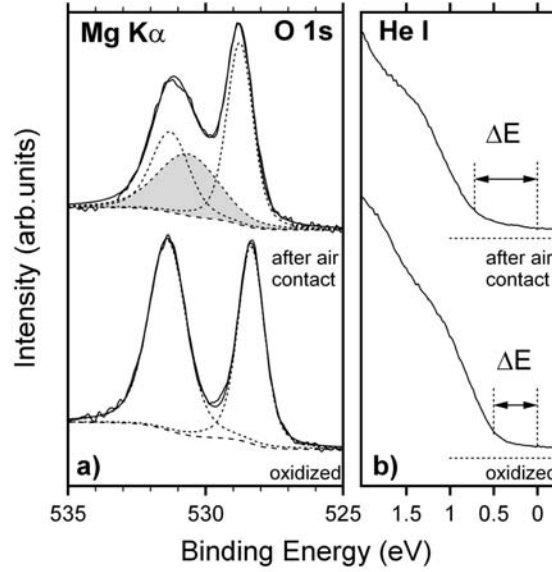 Mg Kα O 1s He I
ΔE
after air
contact
after air
contact
ΔE
a) oxidized
b) oxidized
535 530 525 1.5 1 0.5 0
Binding Energy (eV)
Intensity (arb.units)